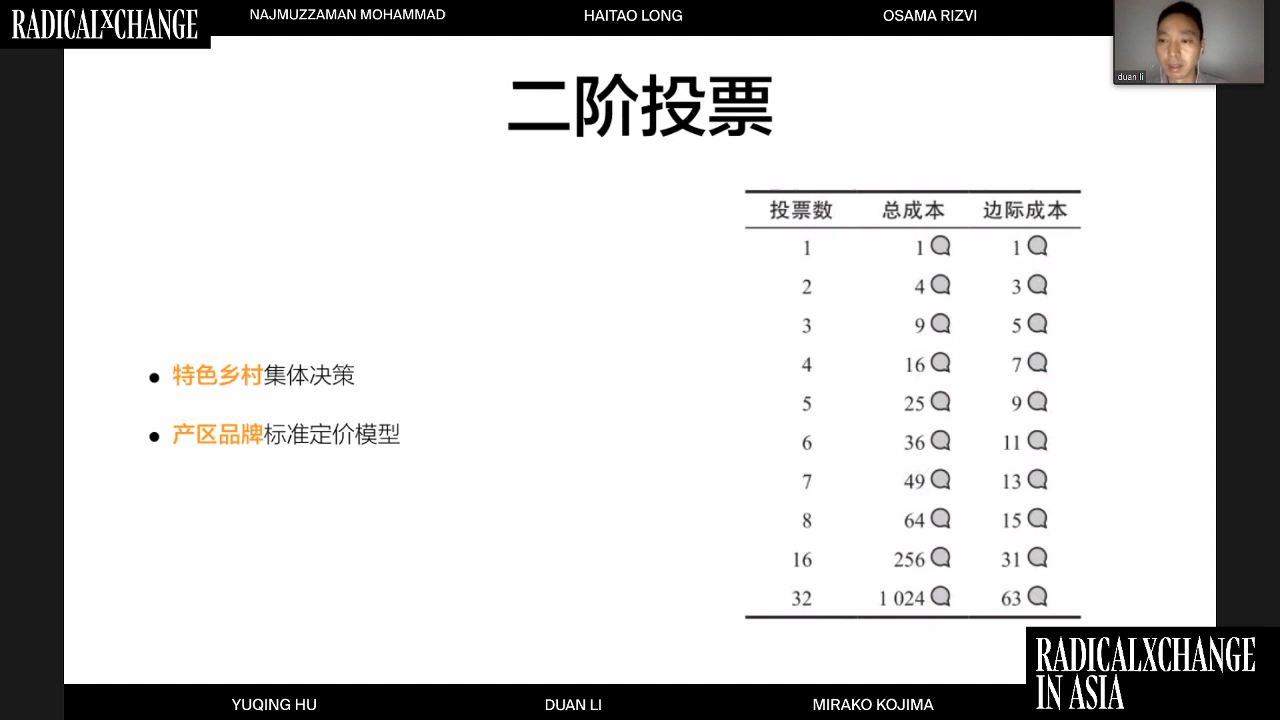 RADICALXCHANGE
NAJMUZZAMAN MOHAMMAD
HAITAO LONG
OSAMA RIZVI
duan li
二阶投票
特色乡村集体决策
产区品牌标准定价模型
投票数 总成本 边际成本
1 1 1
2 4 3
3 9 5
4 16 7
5 25 9
6 36 11
7 49 13
8 64 15
16 256 31
32 1 024 63
RADICALXCHANGE
IN ASIA
YUQING HU
DUAN LI
MIRAKO KOJIMA